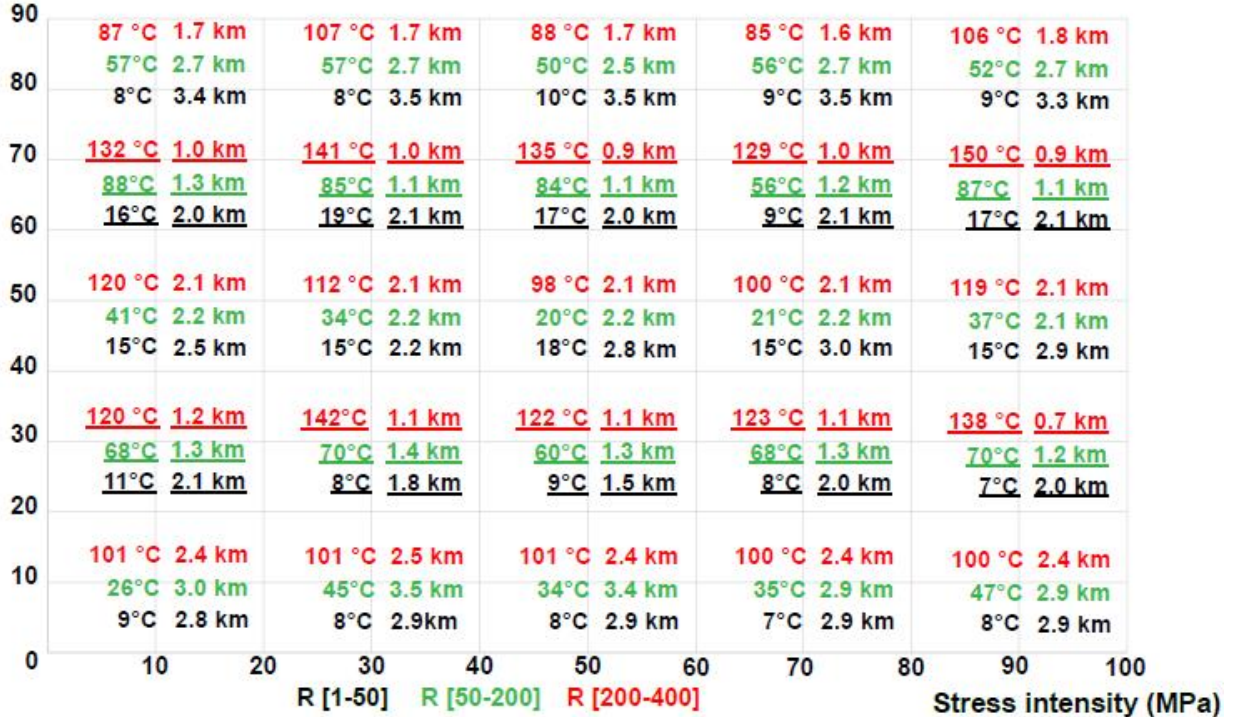 90
87 °C 1.7 km 107 °C 1.7 km 88 °C 1.7 km 85 °C 1.6 km 106 °C 1.8 km
57°C 2.7 km 57°C 2.7 km 50°C 2.5 km 56°C 2.7 km 52°C 2.7 km
80
8°C 3.4 km 8°C 3.5 km 10°C 3.5 km 9°C 3.5 km 9°C 3.3 km
70
132 °C 1.0 km 141 °C 1.0 km 135 °C 0.9 km 129 °C 1.0 km 150 °C 0.9 km
88°C 1.3 km 85°C 1.1 km 84°C 1.1 km 56°C 1.2 km 87°C 1.1 km
16°C 2.0 km 19°C 2.1 km 17°C 2.0 km 9°C 2.1 km 17°C 2.1 km
60
120 °C 2.1 km 112 °C 2.1 km 98 °C 2.1 km 100 °C 2.1 km 119 °C 2.1 km
50
41°C 2.2 km 34°C 2.2 km 20°C 2.2 km 21°C 2.2 km 37°C 2.1 km
15°C 2.5 km 15°C 2.2 km 18°C 2.8 km 15°C 3.0 km 15°C 2.9 km
40
120 °C 1.2 km 142°C 1.1 km 122 °C 1.1 km 123 °C 1.1 km 138 °C 0.7 km
30
68°C 1.3 km 70°C 1.4 km 60°C 1.3 km 68°C 1.3 km 70°C 1.2 km
11°C 2.1 km 8°C 1.8 km 9°C 1.5 km 8°C 2.0 km 7°C 2.0 km
20
101 °C 2.4 km 101 °C 2.5 km 101 °C 2.4 km 100 °C 2.4 km 100 °C 2.4 km
10
26°C 3.0 km 45°C 3.5 km 34°C 3.4 km 35°C 2.9 km 47°C 2.9 km
9°C 2.8 km 8°C 2.9km 8°C 2.9 km 7°C 2.9 km 8°C 2.9 km
0 10 20 30 40 50 60 70 80 90 100
R [1-50] R [50-200] R [200-400] Stress intensity (MPa)